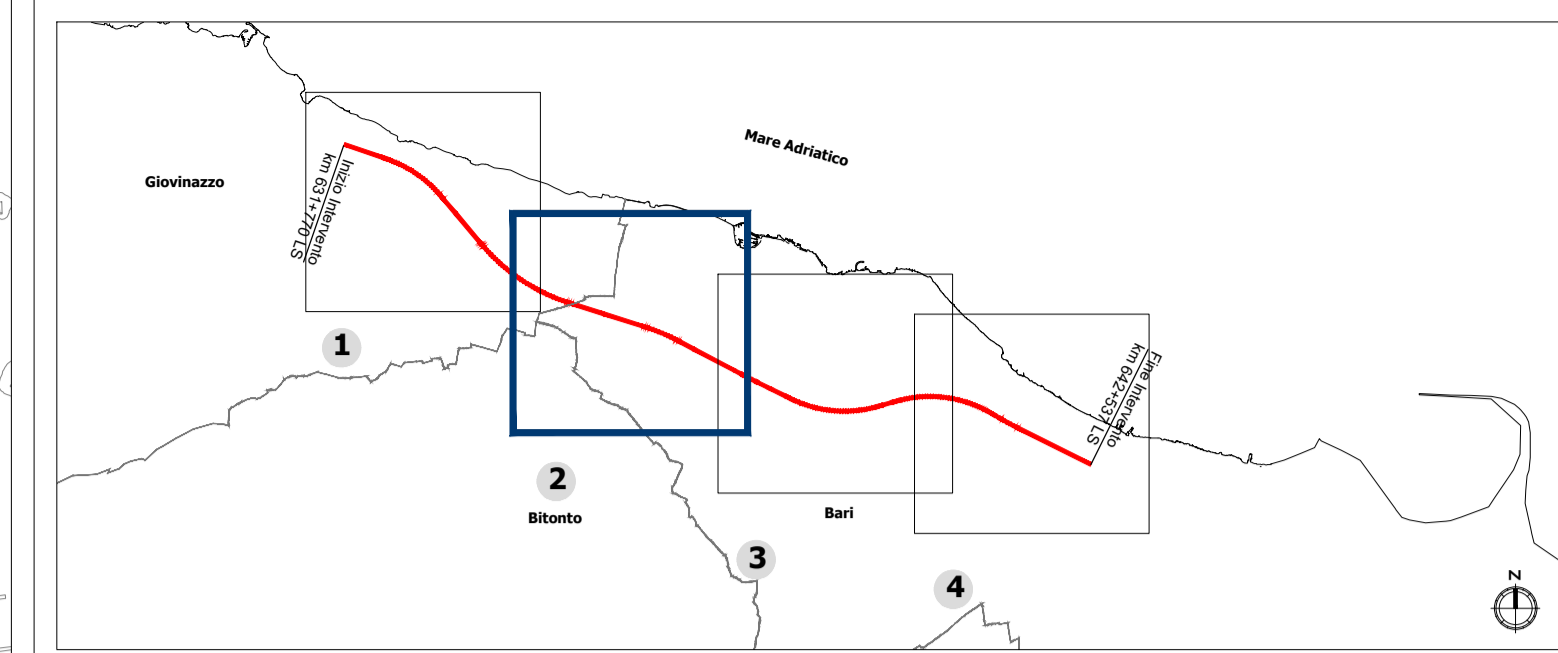 Mare Adriatico
Giovinazzo
Inizio Intervento
km 631+770 LS
1
Fine Intervento
km 642+537 LS
2
Bitonto
Bari
3
4
N